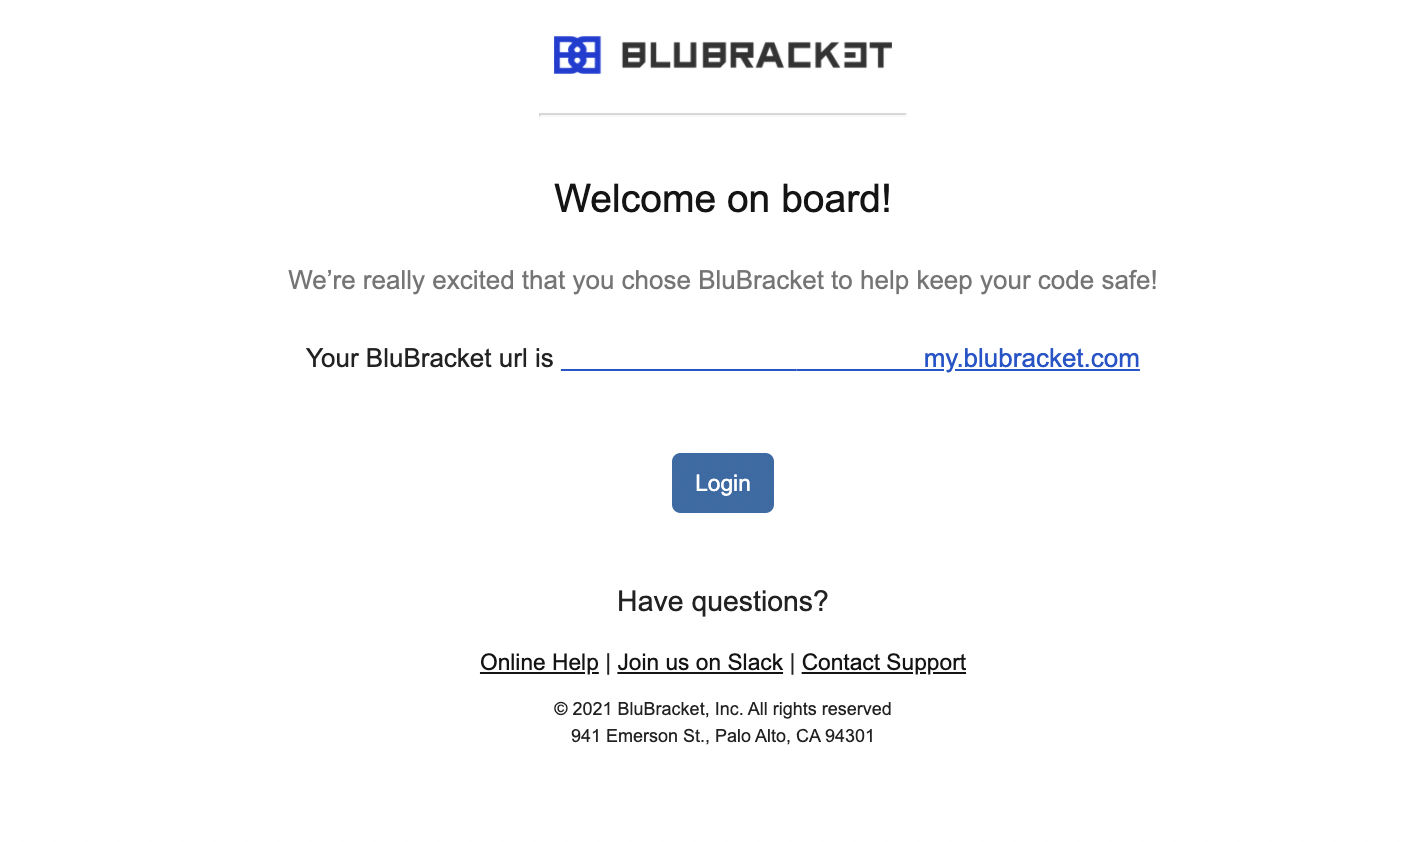 BLUBRACKET
Welcome on board!
We’re really excited that you chose BluBracket to help keep your code safe!
Your BluBracket url is my.blubracket.com
Login
Have questions?
Online Help | Join us on Slack | Contact Support
© 2021 BluBracket, Inc. All rights reserved
941 Emerson St., Palo Alto, CA 94301